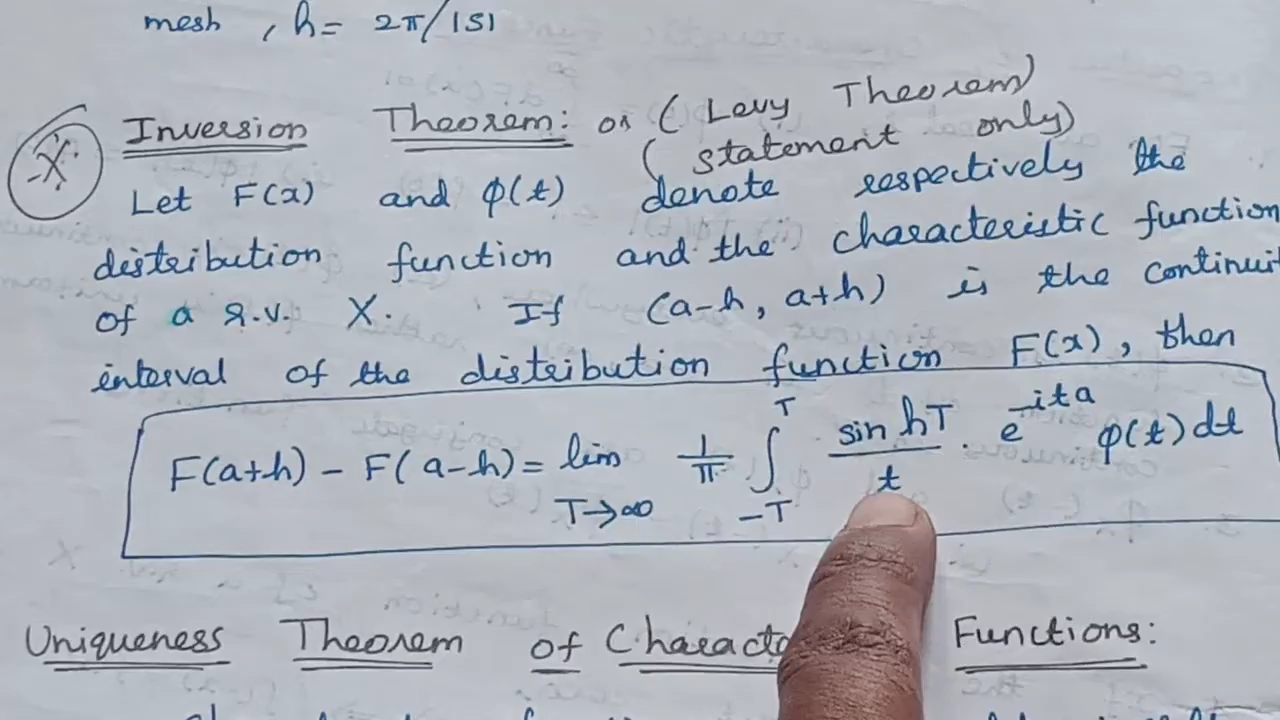 mesh , h= 2π/|S|
Inversion Theorem: or ( Levy Theorem)
( statement only)
Let F(x) and φ(t) denote respectively the
distribution function and the characteristic function
of a r.v. X. If (a-h, a+h) is the continuit
interval of the distribution function F(x), then
F(a+h) - F(a-h) = lim T→∞ 1/π ∫_{-T}^{T} sin hT / t . e^{-ita} φ(t) dt
Uniqueness Theorem of Characte Functions: